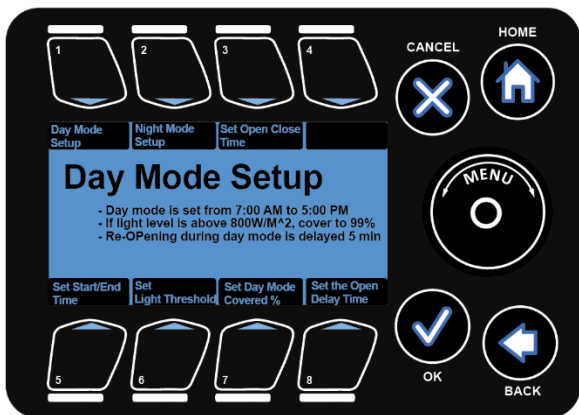 1
2
3
4
CANCEL
HOME
Day Mode
Setup
Night Mode
Setup
Set Open Close
Time
Day Mode Setup
- Day mode is set from 7:00 AM to 5:00 PM
- If light level is above 800W/M^2, cover to 99%
- Re-OPening during day mode is delayed 5 min
MENU
Set Start/End
Time
Set
Light Threshold
Set Day Mode
Covered %
Set the Open
Delay Time
5
6
7
8
OK
BACK